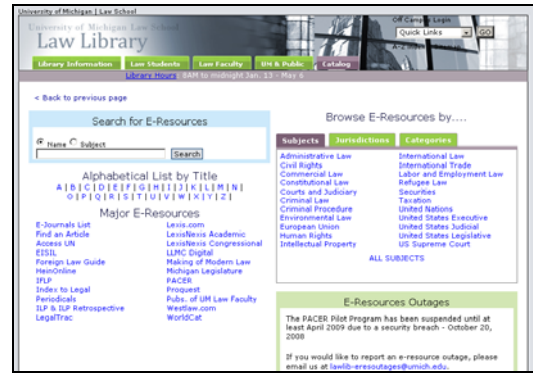 University of Michigan | Law School
University of Michigan Law School
Law Library
Off Campus Login
Quick Links GO
A-Z
Library Information Law Students Law Faculty UM & Public Catalog
Library Hours 8AM to midnight Jan. 13 - May 6
< Back to previous page
Search for E-Resources
Name Subject
Search
Alphabetical List by Title
A | B | C | D | E | F | G | H | I | J | K | L | M | N |
O | P | Q | R | S | T | U | V | W | X | Y | Z |
Major E-Resources
E-Journals List
Find an Article
Access UN
EISIL
Foreign Law Guide
HeinOnline
IFLP
Index to Legal
Periodicals
ILP & ILP Retrospective
LegalTrac
Lexis.com
LexisNexis Academic
LexisNexis Congressional
LLMC Digital
Making of Modern Law
Michigan Legislature
PACER
Proquest
Pubs. of UM Law Faculty
Westlaw.com
WorldCat
Browse E-Resources by....
Subjects Jurisdictions Categories
Administrative Law
Civil Rights
Commercial Law
Constitutional Law
Courts and Judiciary
Criminal Law
Criminal Procedure
Environmental Law
European Union
Human Rights
Intellectual Property
International Law
International Trade
Labor and Employment Law
Refugee Law
Securities
Taxation
United Nations
United States Executive
United States Judicial
United States Legislative
US Supreme Court
ALL SUBJECTS
E-Resources Outages
The PACER Pilot Program has been suspended until at
least April 2009 due to a security breach - October 20,
2008
If you would like to report an e-resource outage, please
email us at lawlib-eresoutages@umich.edu.